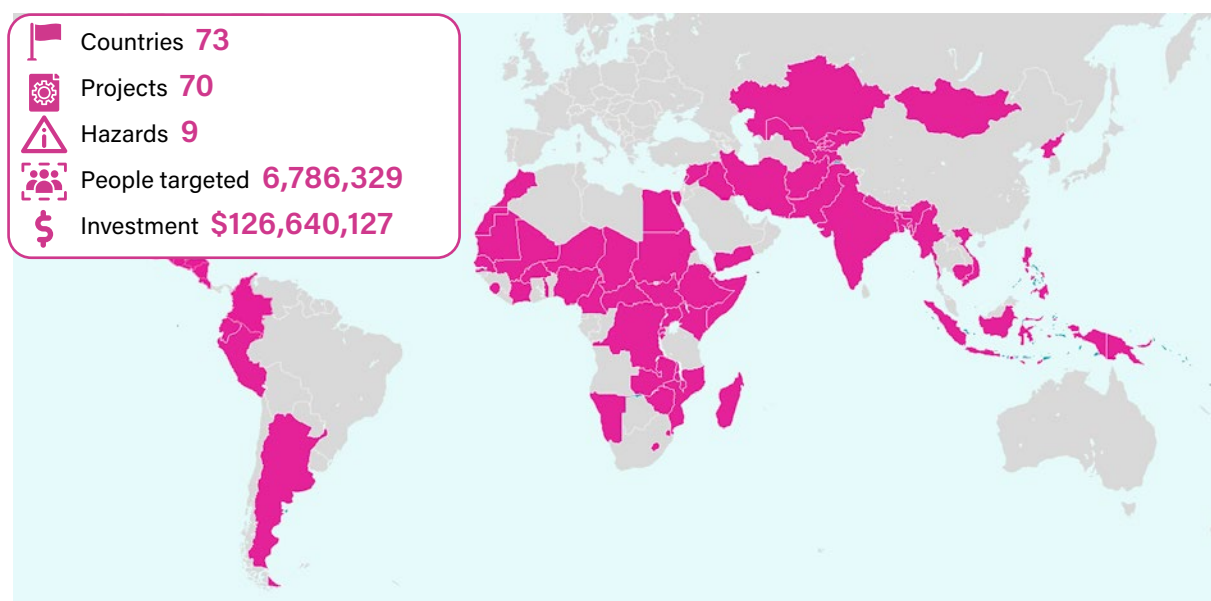 Countries 73
Projects 70
Hazards 9
People targeted 6,786,329
Investment $126,640,127